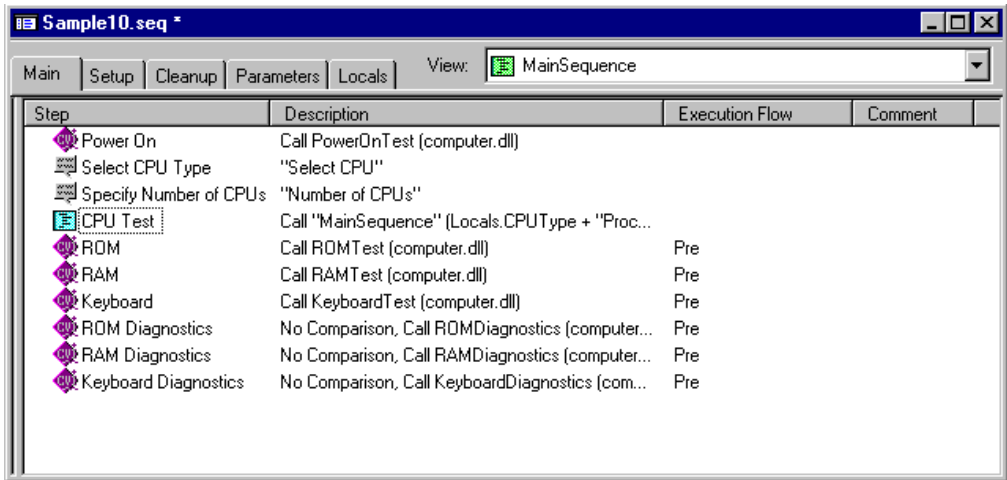 Sample10.seq *
Main Setup Cleanup Parameters Locals View: MainSequence
Step Description Execution Flow Comment
Power On Call PowerOnTest (computer.dll)
Select CPU Type "Select CPU"
Specify Number of CPUs "Number of CPUs"
CPU Test Call "MainSequence" (Locals.CPUType + "Proc...
ROM Call ROMTest (computer.dll) Pre
RAM Call RAMTest (computer.dll) Pre
Keyboard Call KeyboardTest (computer.dll) Pre
ROM Diagnostics No Comparison, Call ROMDiagnostics (computer... Pre
RAM Diagnostics No Comparison, Call RAMDiagnostics (computer... Pre
Keyboard Diagnostics No Comparison, Call KeyboardDiagnostics (com... Pre